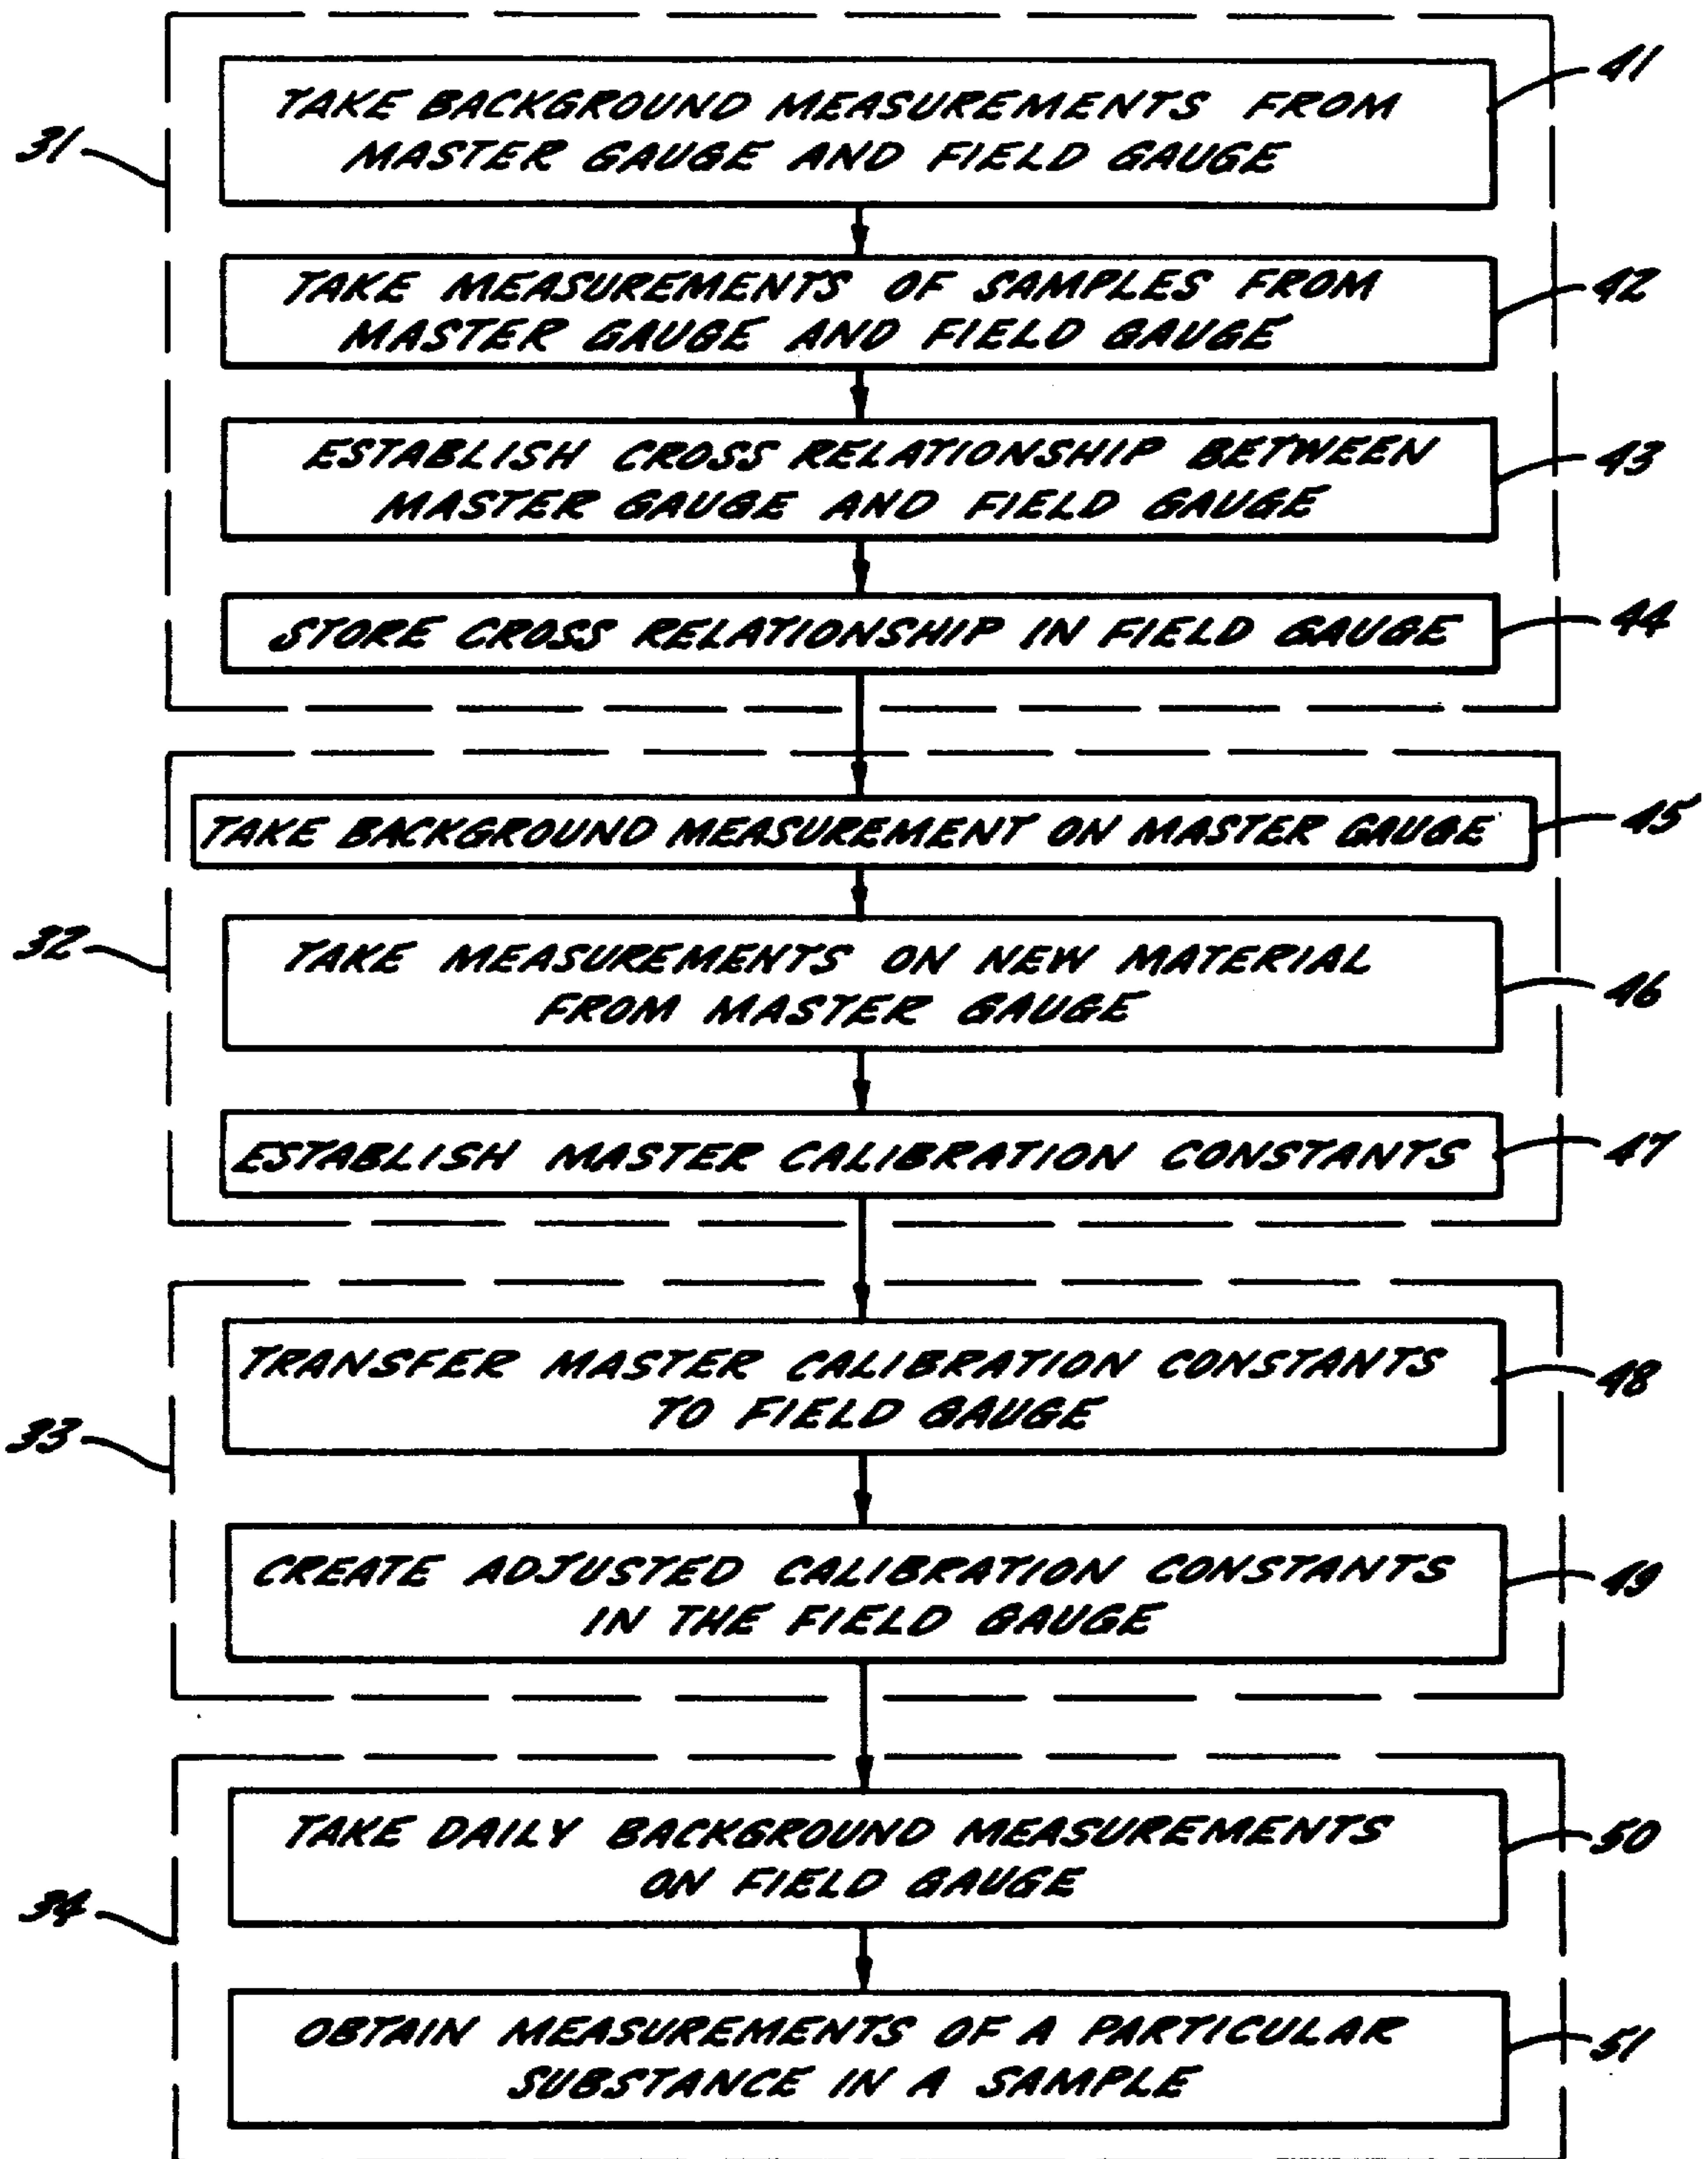 41
TAKE BACKGROUND MEASUREMENTS FROM
MASTER GAUGE AND FIELD GAUGE
31
42
TAKE MEASUREMENTS OF SAMPLES FROM
MASTER GAUGE AND FIELD GAUGE
43
ESTABLISH CROSS RELATIONSHIP BETWEEN
MASTER GAUGE AND FIELD GAUGE
44
STORE CROSS RELATIONSHIP IN FIELD GAUGE
45
TAKE BACKGROUND MEASUREMENT ON MASTER GAUGE
32
TAKE MEASUREMENTS ON NEW MATERIAL
FROM MASTER GAUGE
46
47
ESTABLISH MASTER CALIBRATION CONSTANTS
48
TRANSFER MASTER CALIBRATION CONSTANTS
TO FIELD GAUGE
33
49
CREATE ADJUSTED CALIBRATION CONSTANTS
IN THE FIELD GAUGE
50
TAKE DAILY BACKGROUND MEASUREMENTS
ON FIELD GAUGE
34
51
OBTAIN MEASUREMENTS OF A PARTICULAR
SUBSTANCE IN A SAMPLE